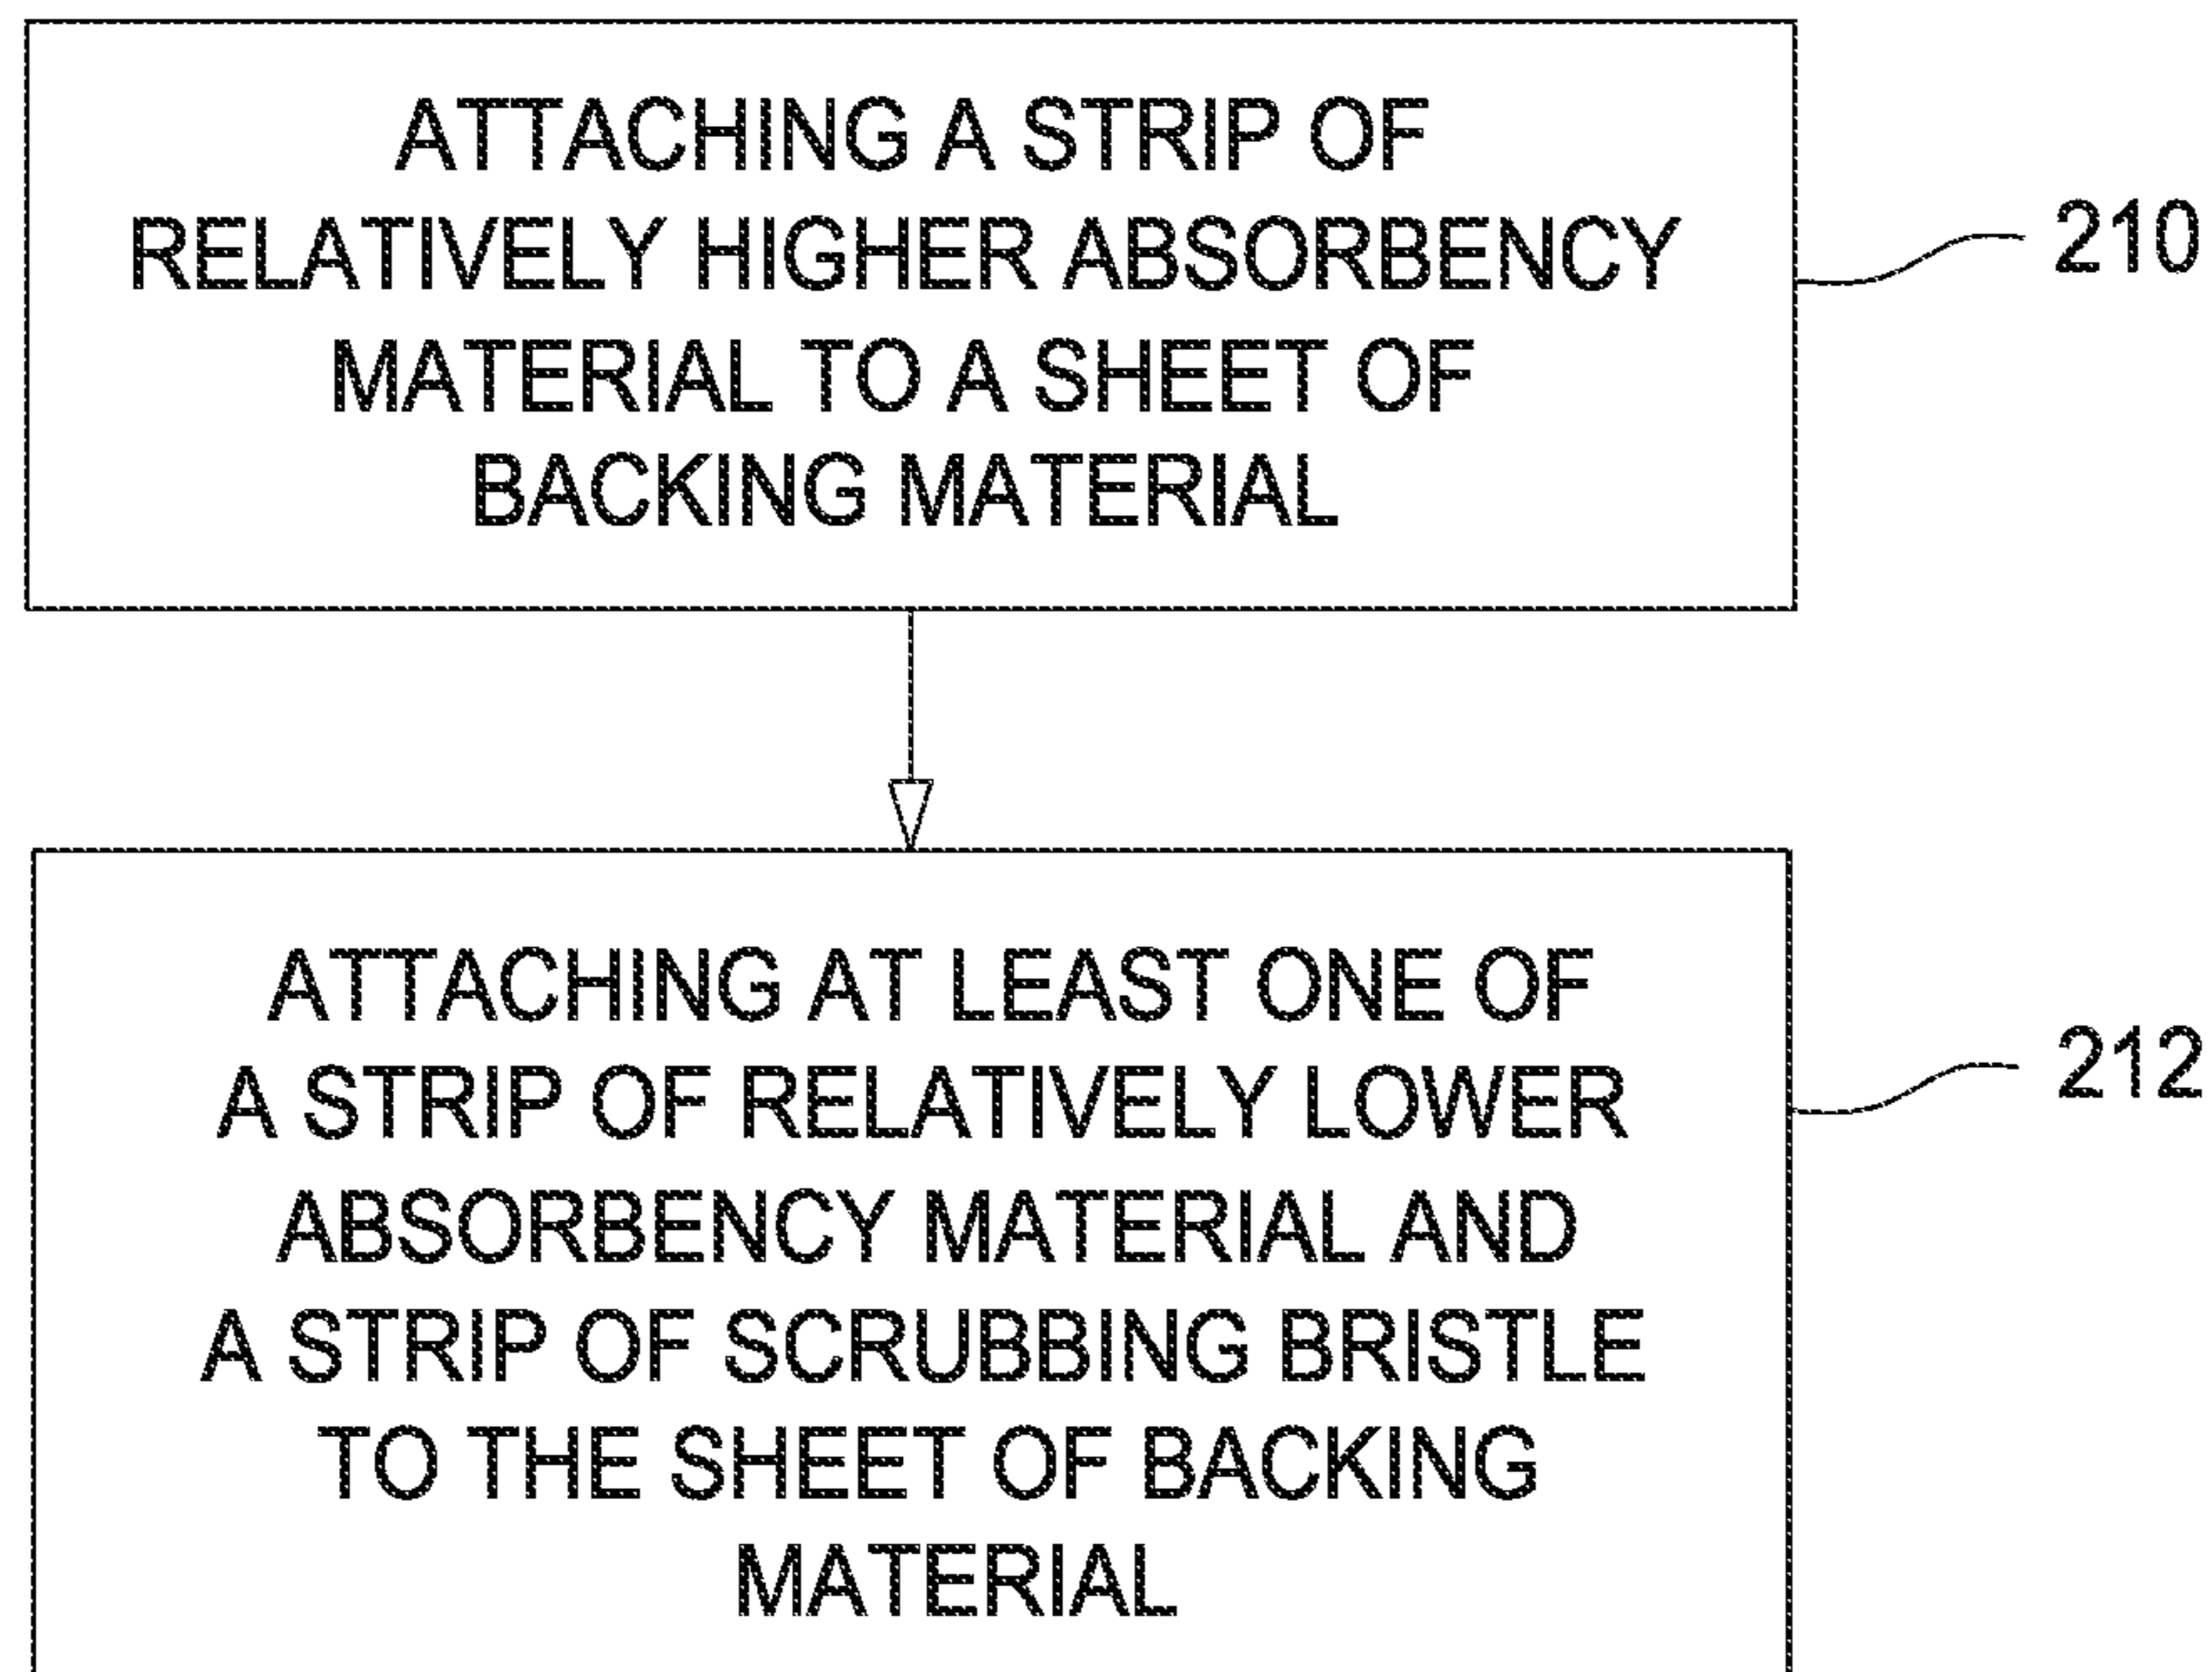 ATTACHING A STRIP OF
RELATIVELY HIGHER ABSORBENCY
MATERIAL TO A SHEET OF
BACKING MATERIAL
210
ATTACHING AT LEAST ONE OF
A STRIP OF RELATIVELY LOWER
ABSORBENCY MATERIAL AND
A STRIP OF SCRUBBING BRISTLE
TO THE SHEET OF BACKING
MATERIAL
212